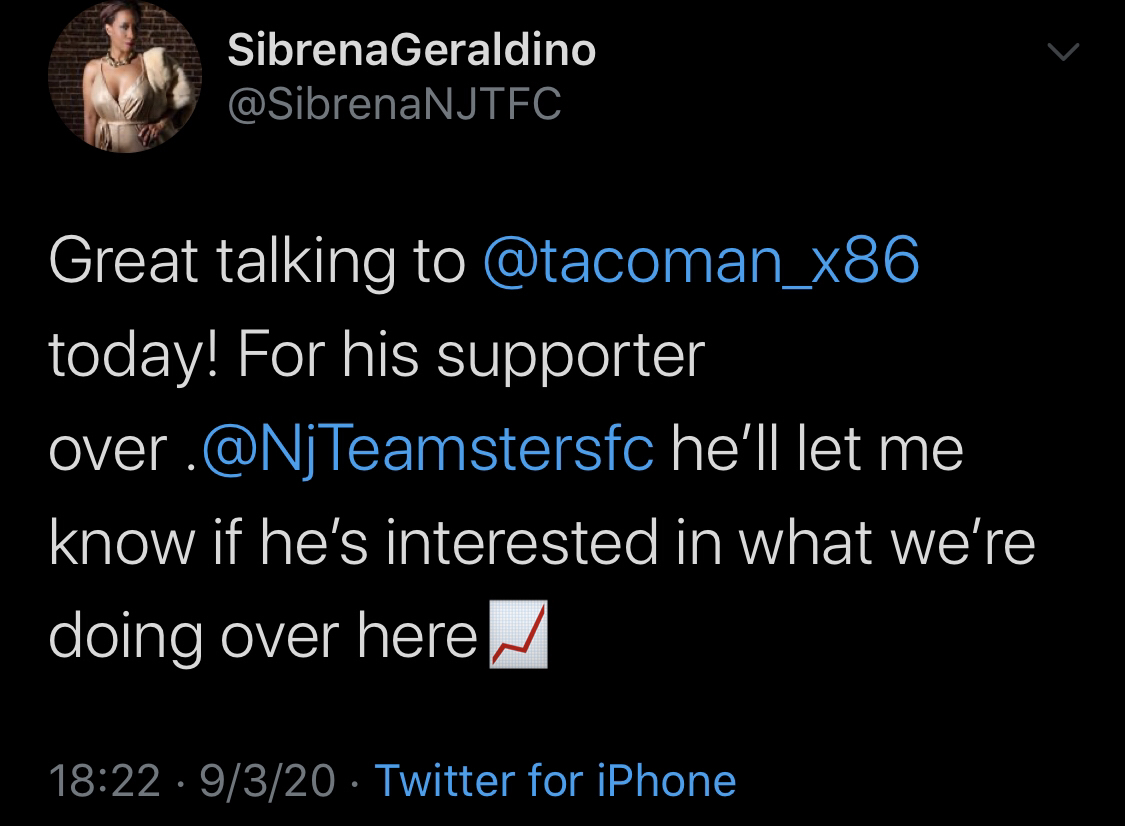 SibrenaGeraldino
@SibrenaNJTFC
Great talking to @tacoman_x86
today! For his supporter
over .@NjTeamstersfc he’ll let me
know if he’s interested in what we’re
doing over here📈
18:22 · 9/3/20 · Twitter for iPhone